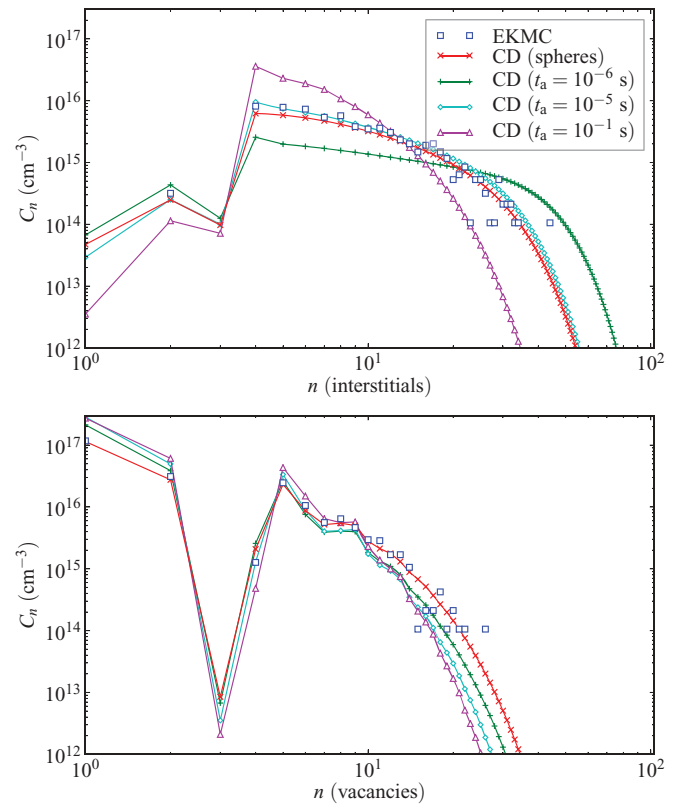 10^17
10^16
10^15
10^14
10^13
10^12
C_n (cm^−3)
EKMC
CD (spheres)
CD (t_a = 10^−6 s)
CD (t_a = 10^−5 s)
CD (t_a = 10^−1 s)
10^0 10^1 10^2
n (interstitials)
10^17
10^16
10^15
10^14
10^13
10^12
C_n (cm^−3)
10^0 10^1 10^2
n (vacancies)